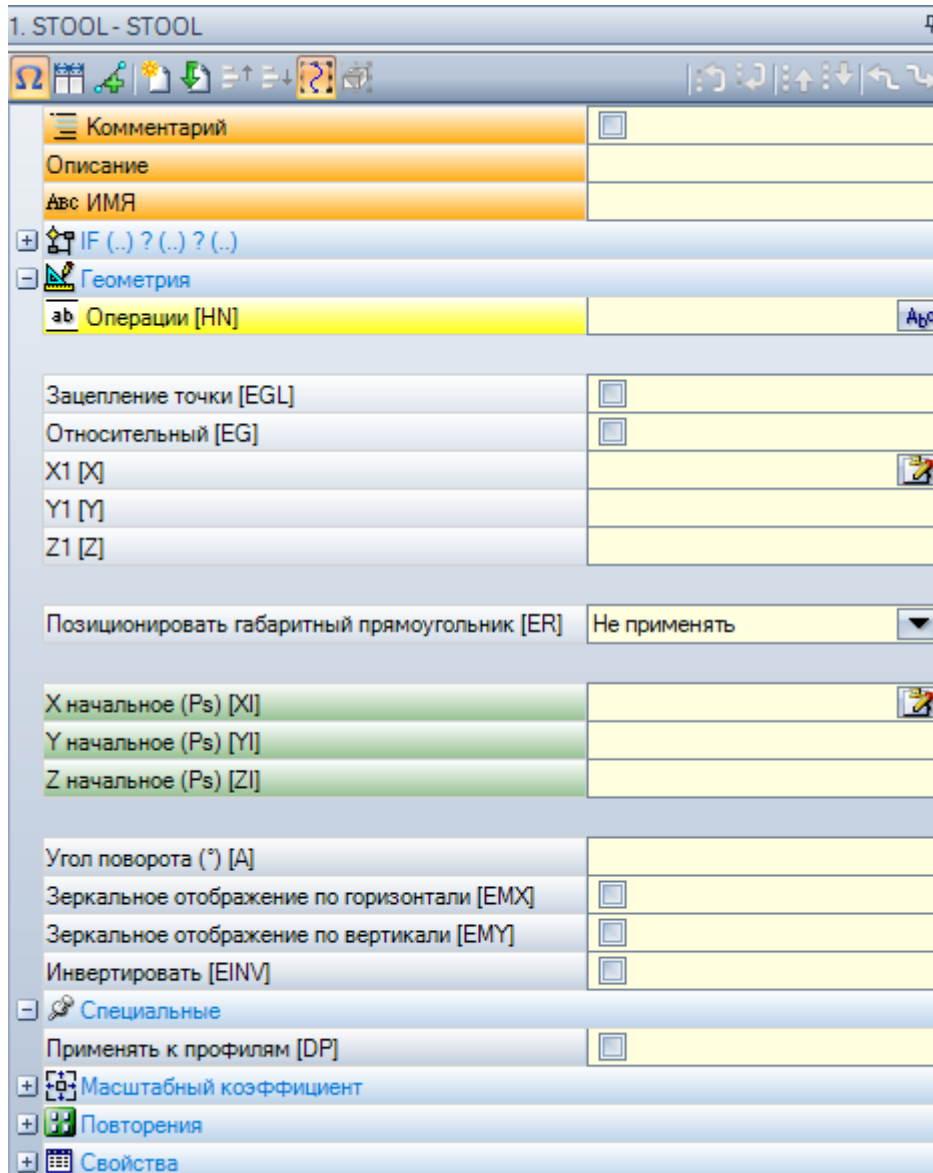 1. STOOL - STOOL
Комментарий
Описание
Авс ИМЯ
IF (..) ? (..) ? (..)
Геометрия
ab Операции [HN]
Зацепление точки [EGL]
Относительный [EG]
X1 [X]
Y1 [Y]
Z1 [Z]
Позиционировать габаритный прямоугольник [ER] Не применять
X начальное (Ps) [XI]
Y начальное (Ps) [YI]
Z начальное (Ps) [ZI]
Угол поворота (°) [A]
Зеркальное отображение по горизонтали [EMX]
Зеркальное отображение по вертикали [EMY]
Инвертировать [EINV]
Специальные
Применять к профилям [DP]
Масштабный коэффициент
Повторения
Свойства